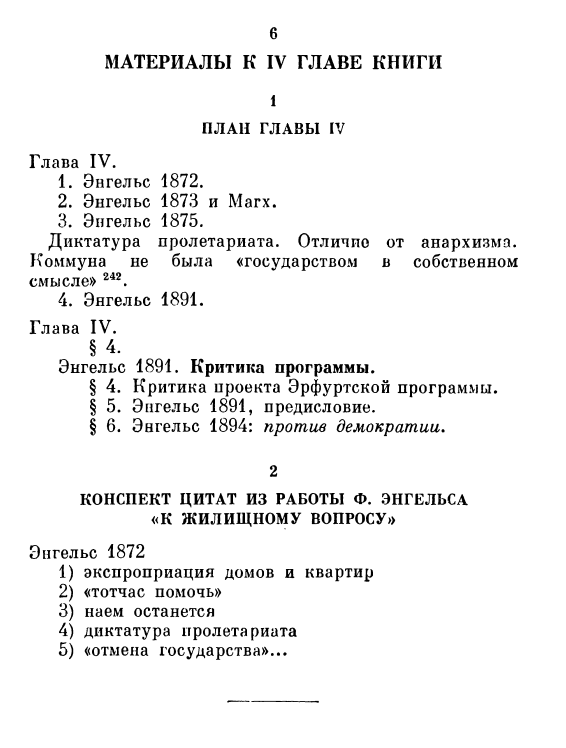 6
МАТЕРИАЛЫ К IV ГЛАВЕ КНИГИ
1
ПЛАН ГЛАВЫ IV
Глава IV.
1. Энгельс 1872.
2. Энгельс 1873 и Marx.
3. Энгельс 1875.
Диктатура пролетариата. Отличие от анархизма.
Коммуна не была «государством в собственном
смысле» ²⁴².
4. Энгельс 1891.
Глава IV.
§ 4.
Энгельс 1891. Критика программы.
§ 4. Критика проекта Эрфуртской программы.
§ 5. Энгельс 1891, предисловие.
§ 6. Энгельс 1894: против демократии.
2
КОНСПЕКТ ЦИТАТ ИЗ РАБОТЫ Ф. ЭНГЕЛЬСА
«К ЖИЛИЩНОМУ ВОПРОСУ»
Энгельс 1872
1) экспроприация домов и квартир
2) «тотчас помочь»
3) наем останется
4) диктатура пролетариата
5) «отмена государства»...